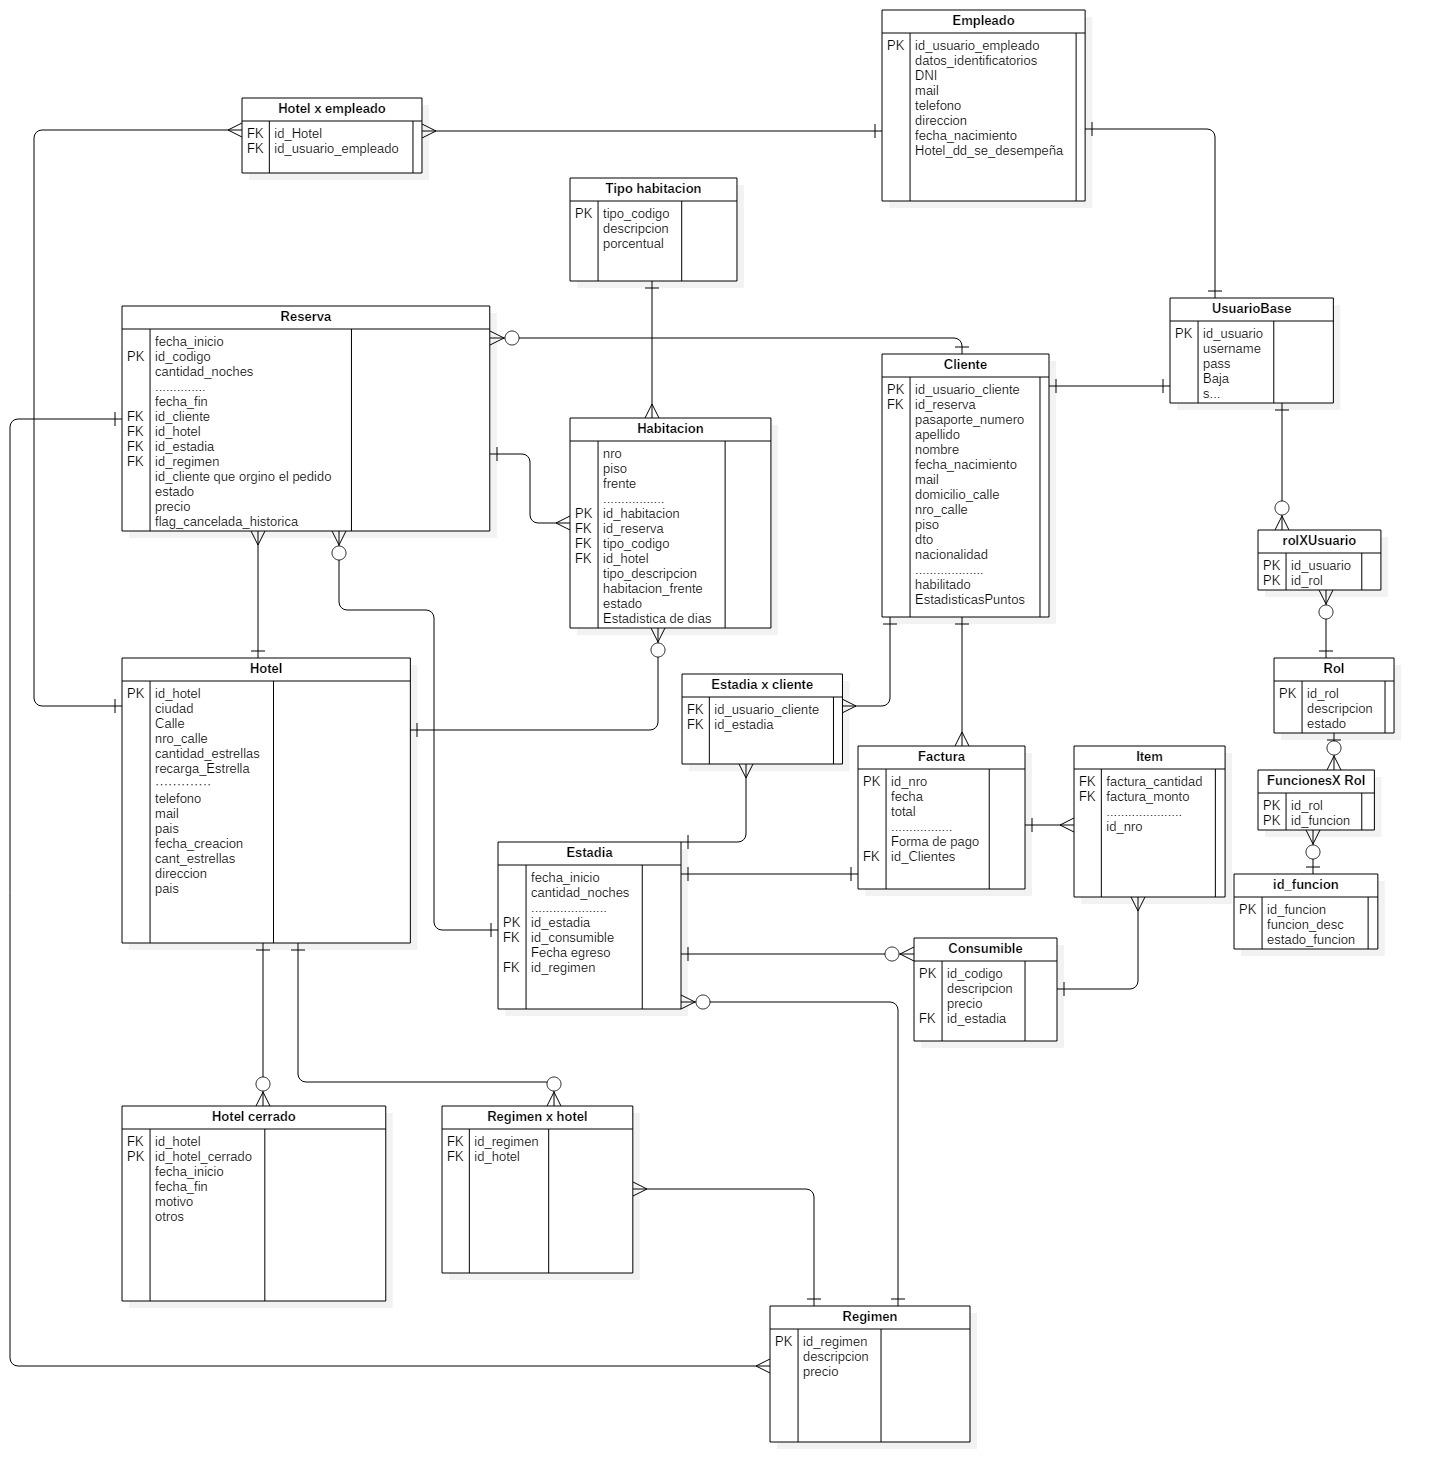 Empleado
PK id_usuario_empleado
datos_identificatorios
DNI
mail
telefono
direccion
fecha_nacimiento
Hotel_dd_se_desempeña
Hotel x empleado
FK id_Hotel
FK id_usuario_empleado
Tipo habitacion
PK tipo_codigo
descripcion
porcentual
Reserva
fecha_inicio
PK id_codigo
cantidad_noches
..............
fecha_fin
FK id_cliente
FK id_hotel
FK id_estadia
FK id_regimen
id_cliente que orgino el pedido
estado
precio
flag_cancelada_historica
UsuarioBase
PK id_usuario
username
pass
Baja
s...
Cliente
PK id_usuario_cliente
FK id_reserva
pasaporte_numero
apellido
nombre
fecha_nacimiento
mail
domicilio_calle
nro_calle
piso
dto
nacionalidad
...................
habilitado
EstadisticasPuntos
Habitacion
nro
piso
frente
.................
PK id_habitacion
FK id_reserva
FK tipo_codigo
FK id_hotel
tipo_descripcion
habitacion_frente
estado
Estadistica de dias
rolXUsuario
PK id_usuario
PK id_rol
Hotel
PK id_hotel
ciudad
Calle
nro_calle
cantidad_estrellas
recarga_Estrella
.............
telefono
mail
pais
fecha_creacion
cant_estrellas
direccion
pais
Rol
PK id_rol
descripcion
estado
Estadia x cliente
FK id_usuario_cliente
FK id_estadia
Factura
PK id_nro
fecha
total
.................
Forma de pago
FK id_Clientes
Item
FK factura_cantidad
FK factura_monto
.....................
id_nro
FuncionesX Rol
PK id_rol
PK id_funcion
Estadia
fecha_inicio
cantidad_noches
.....................
PK id_estadia
FK id_consumible
Fecha egreso
FK id_regimen
id_funcion
PK id_funcion
funcion_desc
estado_funcion
Consumible
PK id_codigo
descripcion
precio
FK id_estadia
Hotel cerrado
FK id_hotel
PK id_hotel_cerrado
fecha_inicio
fecha_fin
motivo
otros
Regimen x hotel
FK id_regimen
FK id_hotel
Regimen
PK id_regimen
descripcion
precio